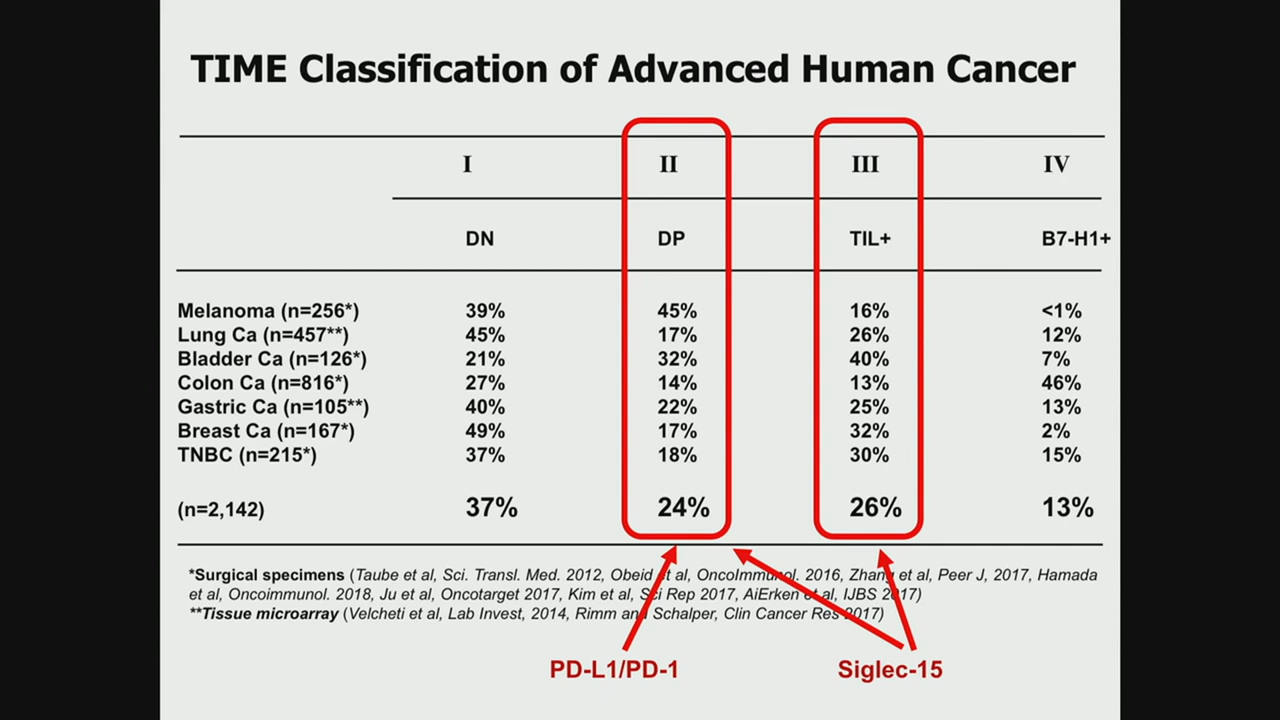 TIME Classification of Advanced Human Cancer
I II III IV
DN DP TIL+ B7-H1+
Melanoma (n=256*) 39% 45% 16% <1%
Lung Ca (n=457**) 45% 17% 26% 12%
Bladder Ca (n=126*) 21% 32% 40% 7%
Colon Ca (n=816*) 27% 14% 13% 46%
Gastric Ca (n=105**) 40% 22% 25% 13%
Breast Ca (n=167*) 49% 17% 32% 2%
TNBC (n=215*) 37% 18% 30% 15%
(n=2,142) 37% 24% 26% 13%
*Surgical specimens (Taube et al, Sci. Transl. Med. 2012, Obeid et al, OncoImmunol. 2016, Zhang et al, Peer J, 2017, Hamada
et al, Oncoimmunol. 2018, Ju et al, Oncotarget 2017, Kim et al, Sci Rep 2017, AiErken et al, IJBS 2017)
**Tissue microarray (Velcheti et al, Lab Invest, 2014, Rimm and Schalper, Clin Cancer Res 2017)
PD-L1/PD-1 Siglec-15